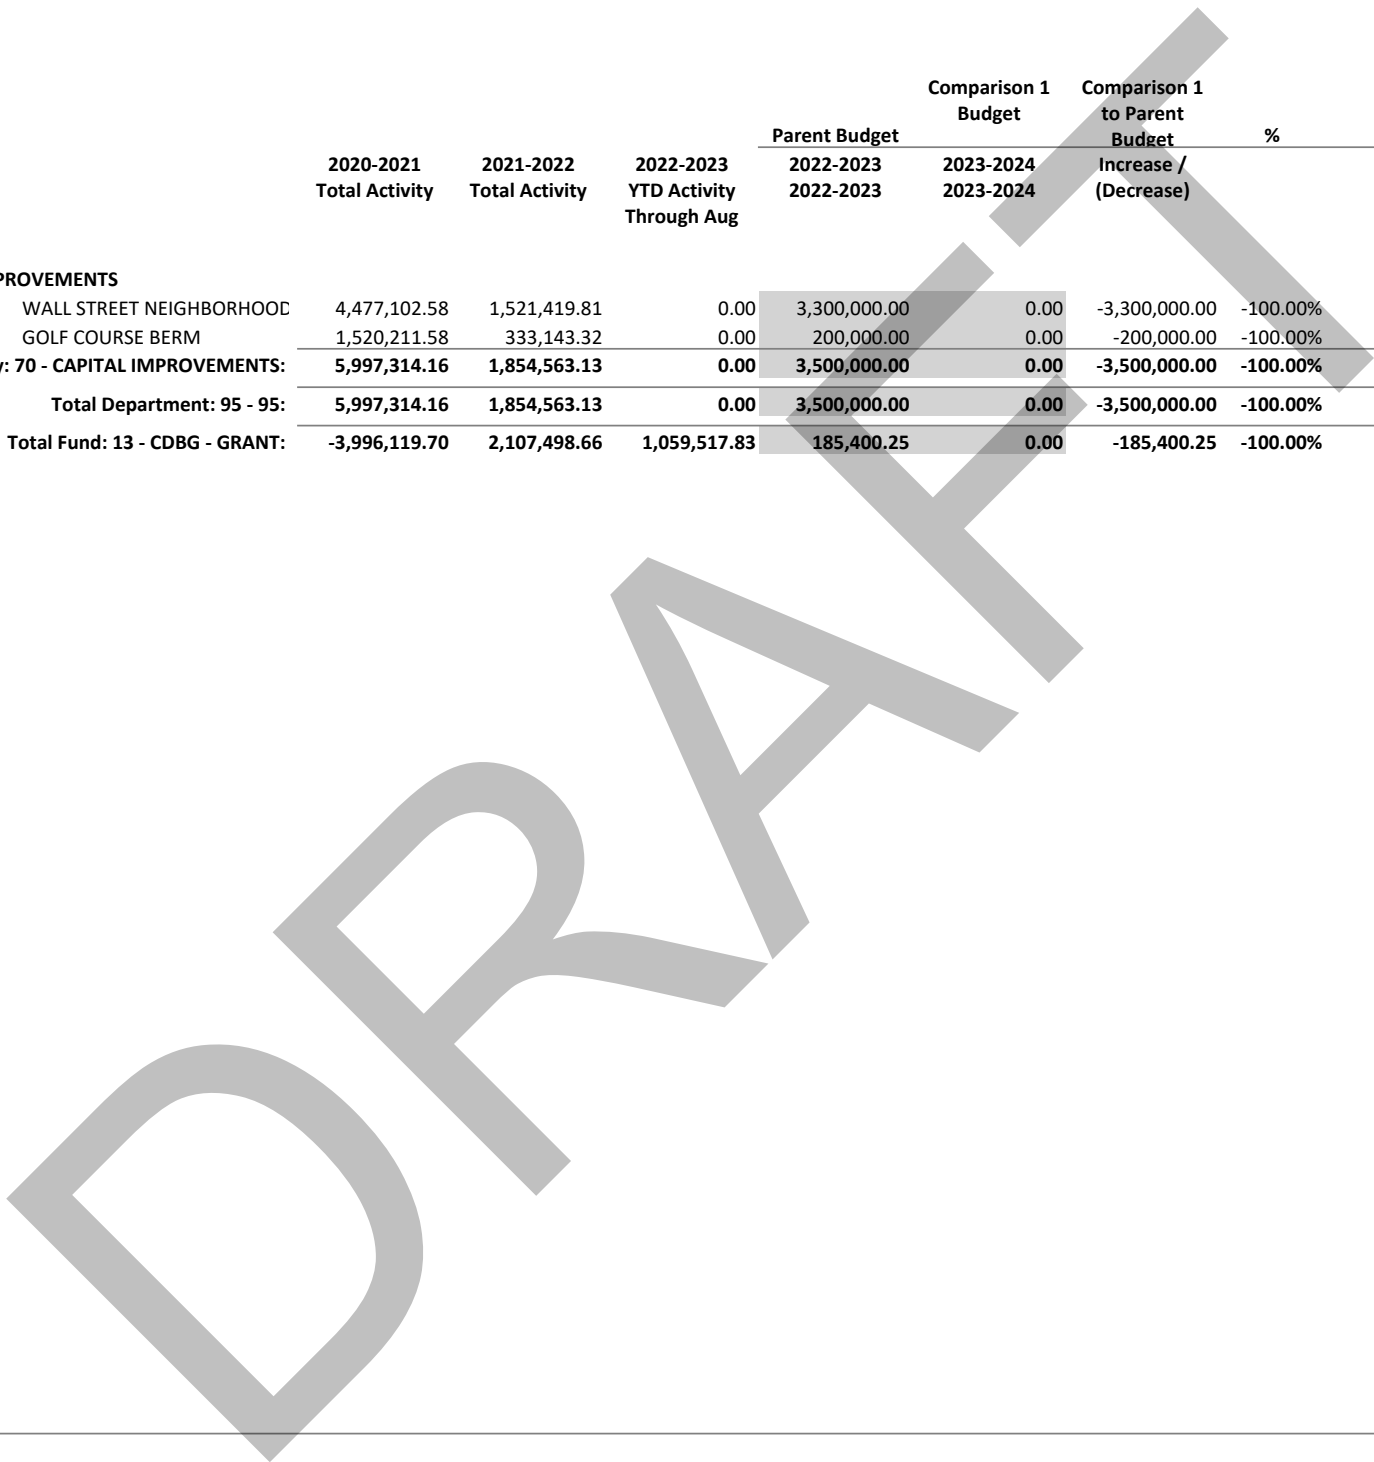 Comparison 1 Comparison 1
Budget to Parent
Parent Budget Budget %
2020-2021 2021-2022 2022-2023 2022-2023 2023-2024 Increase /
Total Activity Total Activity YTD Activity 2022-2023 2023-2024 (Decrease)
Through Aug
PROVEMENTS
WALL STREET NEIGHBORHOOD 4,477,102.58 1,521,419.81 0.00 3,300,000.00 0.00 -3,300,000.00 -100.00%
GOLF COURSE BERM 1,520,211.58 333,143.32 0.00 200,000.00 0.00 -200,000.00 -100.00%
y: 70 - CAPITAL IMPROVEMENTS: 5,997,314.16 1,854,563.13 0.00 3,500,000.00 0.00 -3,500,000.00 -100.00%
Total Department: 95 - 95: 5,997,314.16 1,854,563.13 0.00 3,500,000.00 0.00 -3,500,000.00 -100.00%
Total Fund: 13 - CDBG - GRANT: -3,996,119.70 2,107,498.66 1,059,517.83 185,400.25 0.00 -185,400.25 -100.00%
DRAFT